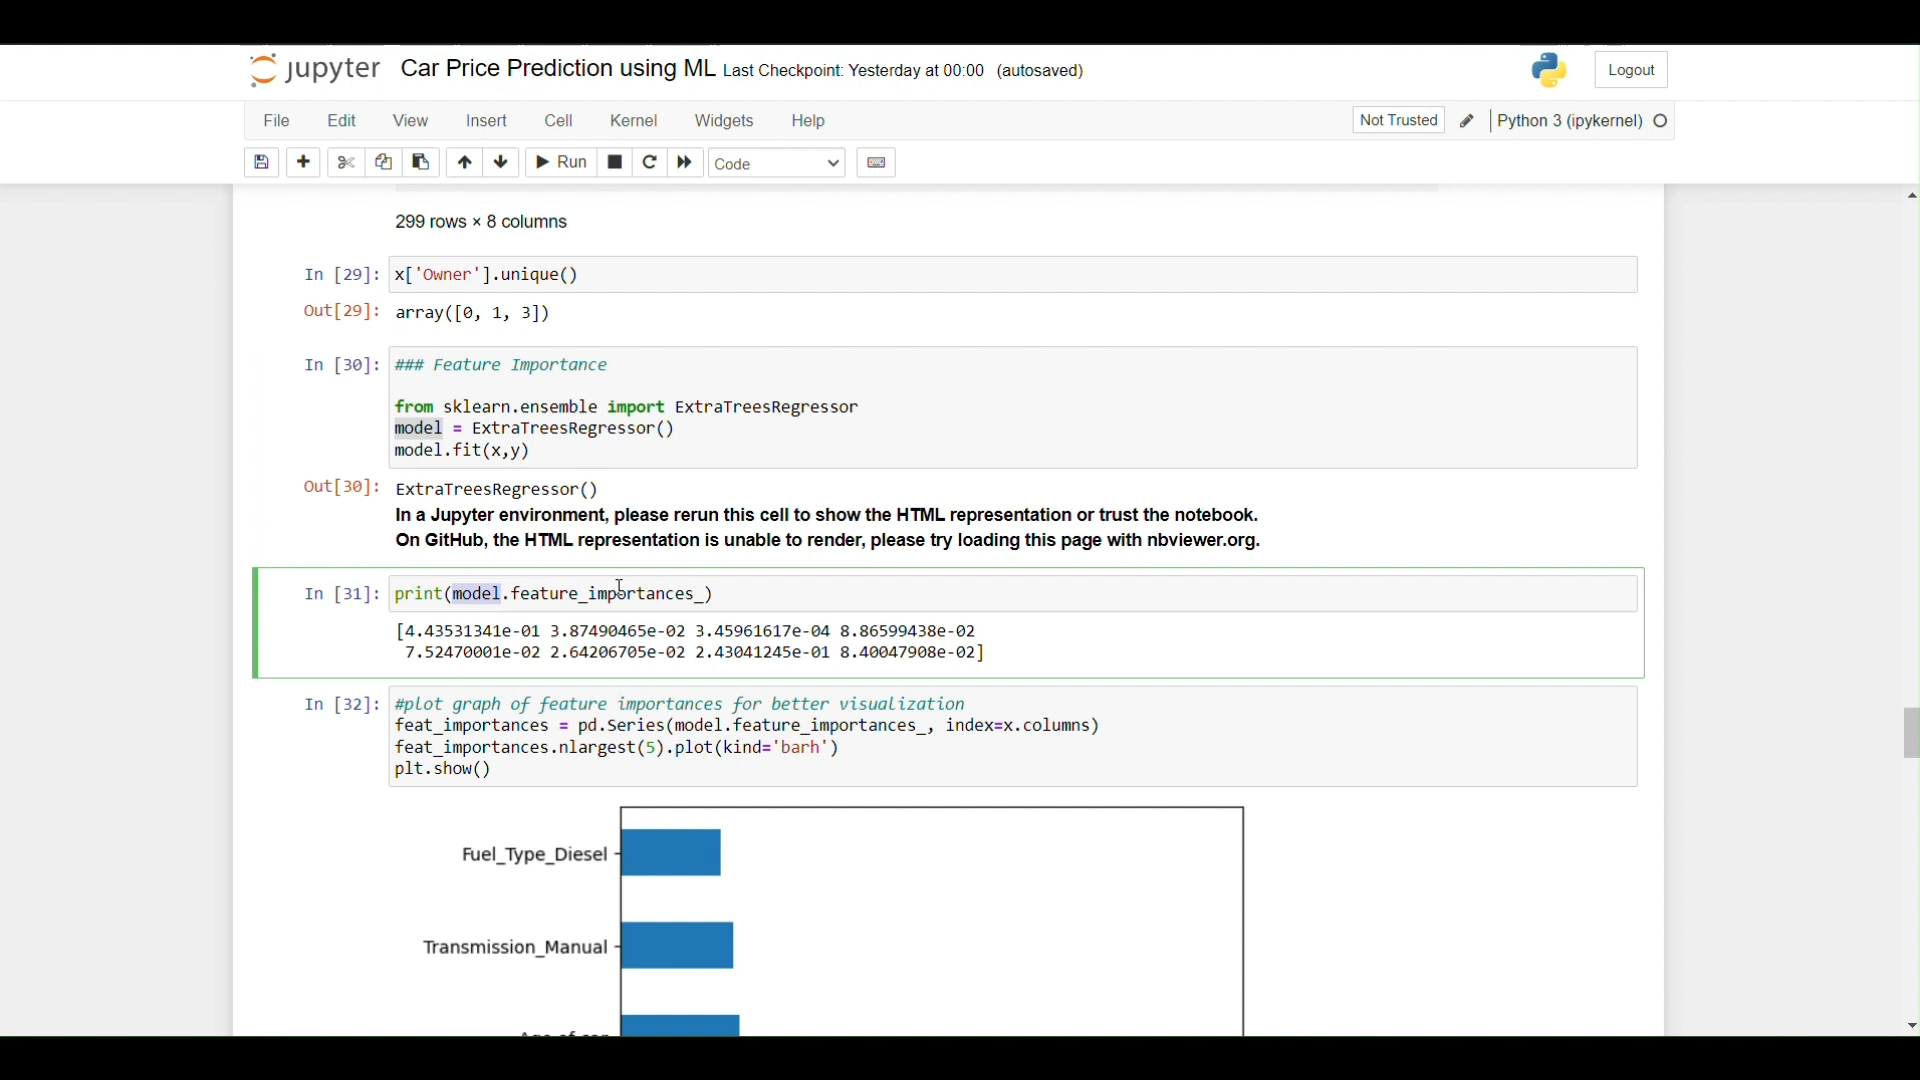 jupyter Car Price Prediction using ML Last Checkpoint: Yesterday at 00:00 (autosaved) Logout
File Edit View Insert Cell Kernel Widgets Help Not Trusted Python 3 (ipykernel)
Run Code
299 rows × 8 columns
In [29]: x['Owner'].unique()
Out[29]: array([0, 1, 3])
In [30]: ### Feature Importance
from sklearn.ensemble import ExtraTreesRegressor
model = ExtraTreesRegressor()
model.fit(x,y)
Out[30]: ExtraTreesRegressor()
In a Jupyter environment, please rerun this cell to show the HTML representation or trust the notebook.
On GitHub, the HTML representation is unable to render, please try loading this page with nbviewer.org.
In [31]: print(model.feature_importances_)
[4.43531341e-01 3.87490465e-02 3.45961617e-04 8.86599438e-02
7.52470001e-02 2.64206705e-02 2.43041245e-01 8.40047908e-02]
In [32]: #plot graph of feature importances for better visualization
feat_importances = pd.Series(model.feature_importances_, index=x.columns)
feat_importances.nlargest(5).plot(kind='barh')
plt.show()
Fuel_Type_Diesel
Transmission_Manual